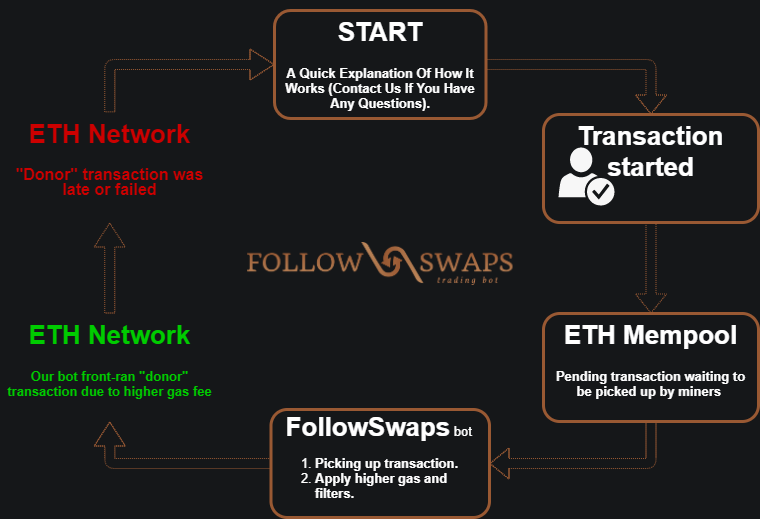 START
A Quick Explanation Of How It
Works (Contact Us If You Have
Any Questions).
ETH Network
"Donor" transaction was
late or failed
Transaction
started
FOLLOW SWAPS
trading bot
ETH Network
Our bot front-ran "donor"
transaction due to higher gas fee
ETH Mempool
Pending transaction waiting to
be picked up by miners
FollowSwaps bot
1. Picking up transaction.
2. Apply higher gas and
filters.